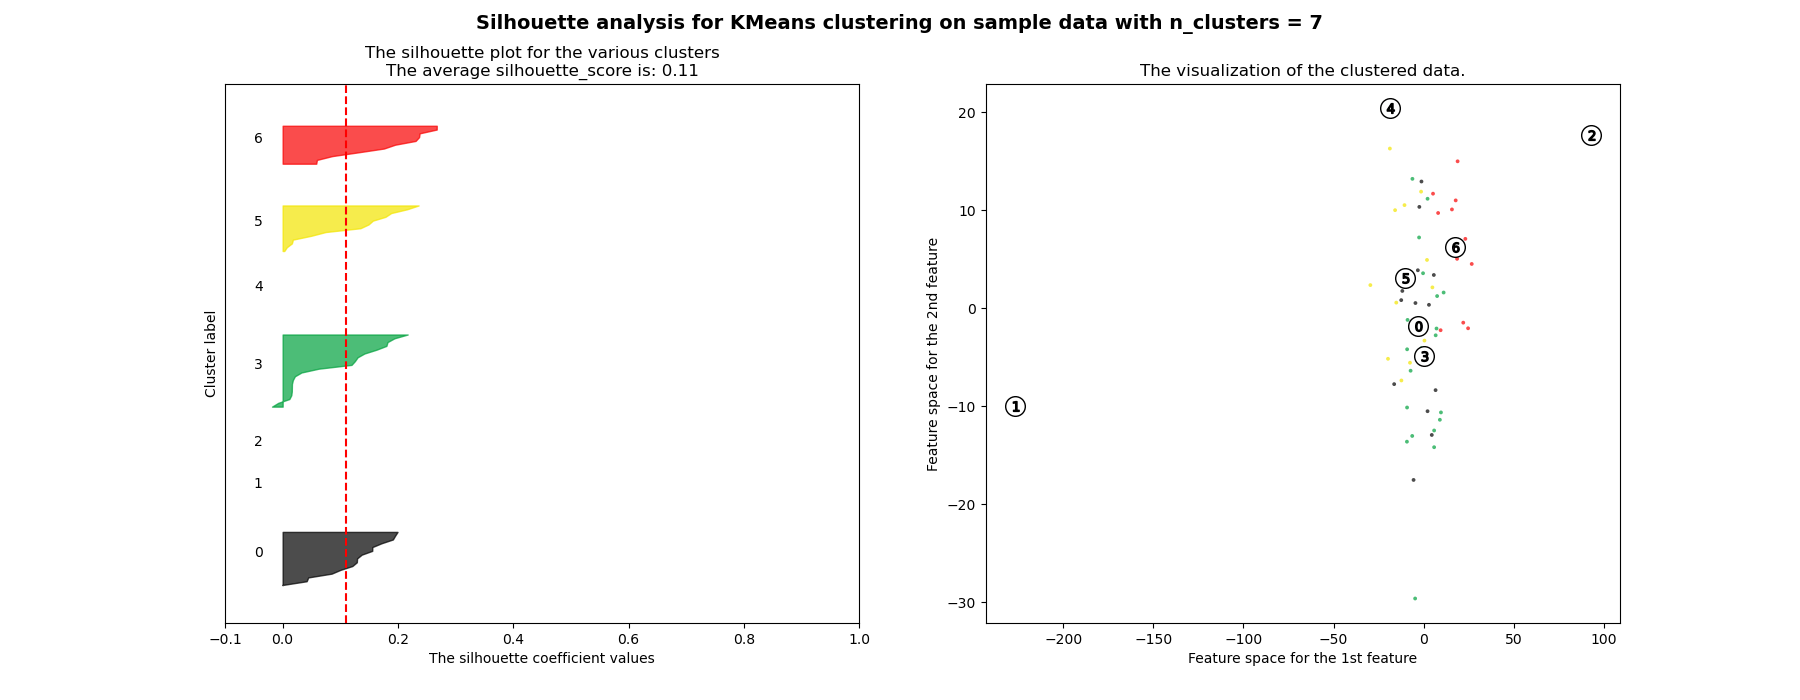 Silhouette analysis for KMeans clustering on sample data with n_clusters = 7
The silhouette plot for the various clusters
The average silhouette_score is: 0.11
Cluster label
6
5
4
3
2
1
0
−0.1 0.0 0.2 0.4 0.6 0.8 1.0
The silhouette coefficient values
The visualization of the clustered data.
Feature space for the 2nd feature
20
10
0
−10
−20
−30
4
2
6
5
0
3
1
−200 −150 −100 −50 0 50 100
Feature space for the 1st feature